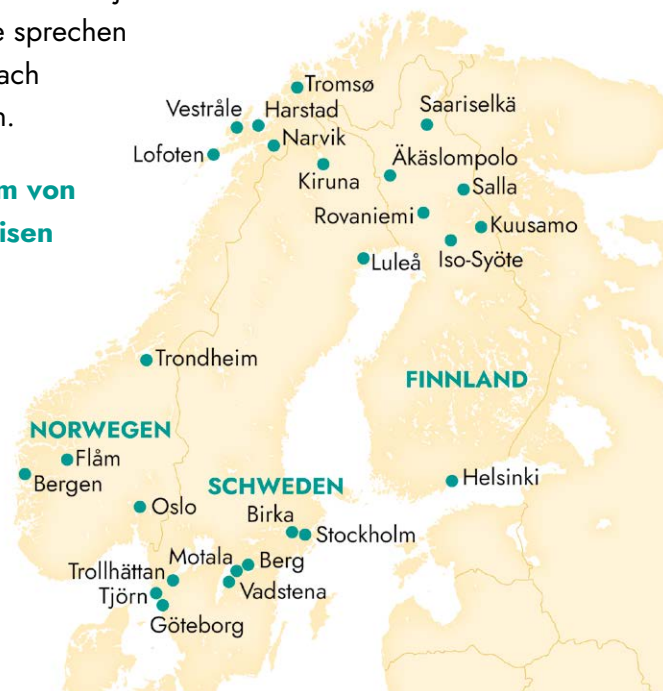 e sprechen
ach
n.
m von
isen
Tromsø
Vestråle
Harstad
Saariselkä
Narvik
Lofoten
Äkäslompolo
Kiruna
Salla
Rovaniemi
Kuusamo
Iso-Syöte
Luleå
Trondheim
FINNLAND
NORWEGEN
Flåm
Bergen
SCHWEDEN
Helsinki
Oslo
Birka
Stockholm
Motala
Berg
Trollhättan
Vadstena
Tjörn
Göteborg